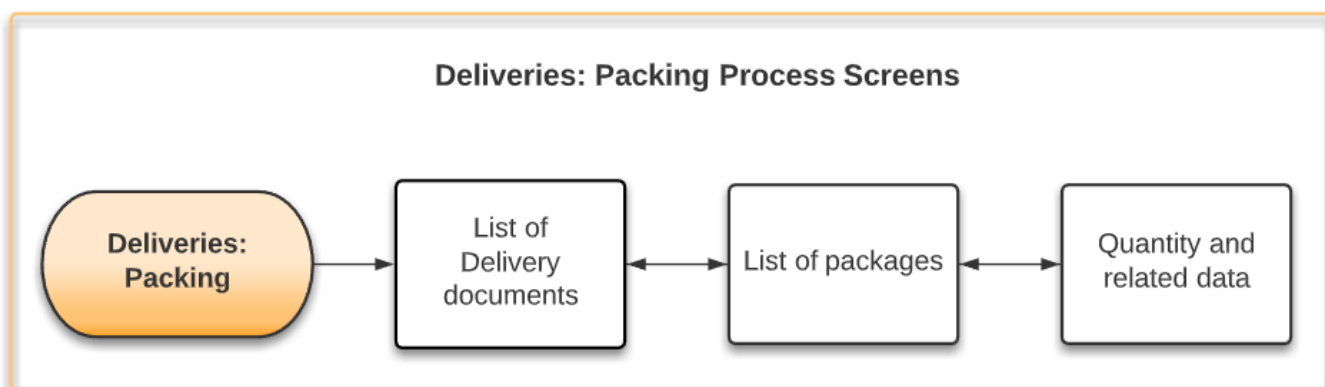 Deliveries: Packing Process Screens
Deliveries:
Packing
List of
Delivery
documents
List of packages
Quantity and
related data